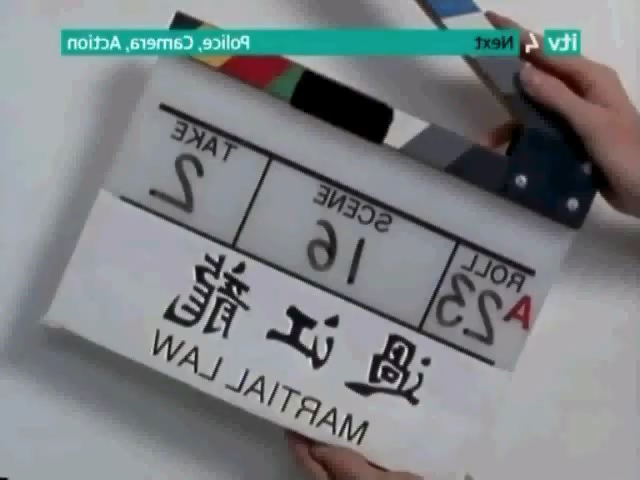 itv4 Next Police, Camera, Action
ROLL SCENE TAKE
A23 16 2
過江龍
MARTIAL LAW